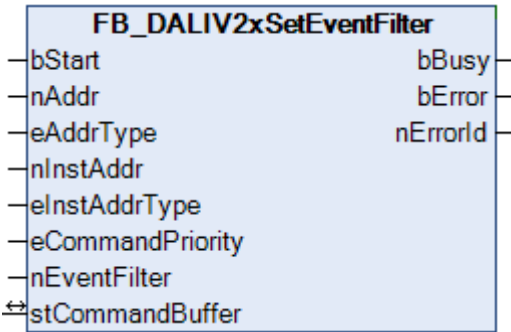 FB_DALIV2xSetEventFilter
bStart bBusy
nAddr bError
eAddrType nErrorId
nInstAddr
eInstAddrType
eCommandPriority
nEventFilter
stCommandBuffer